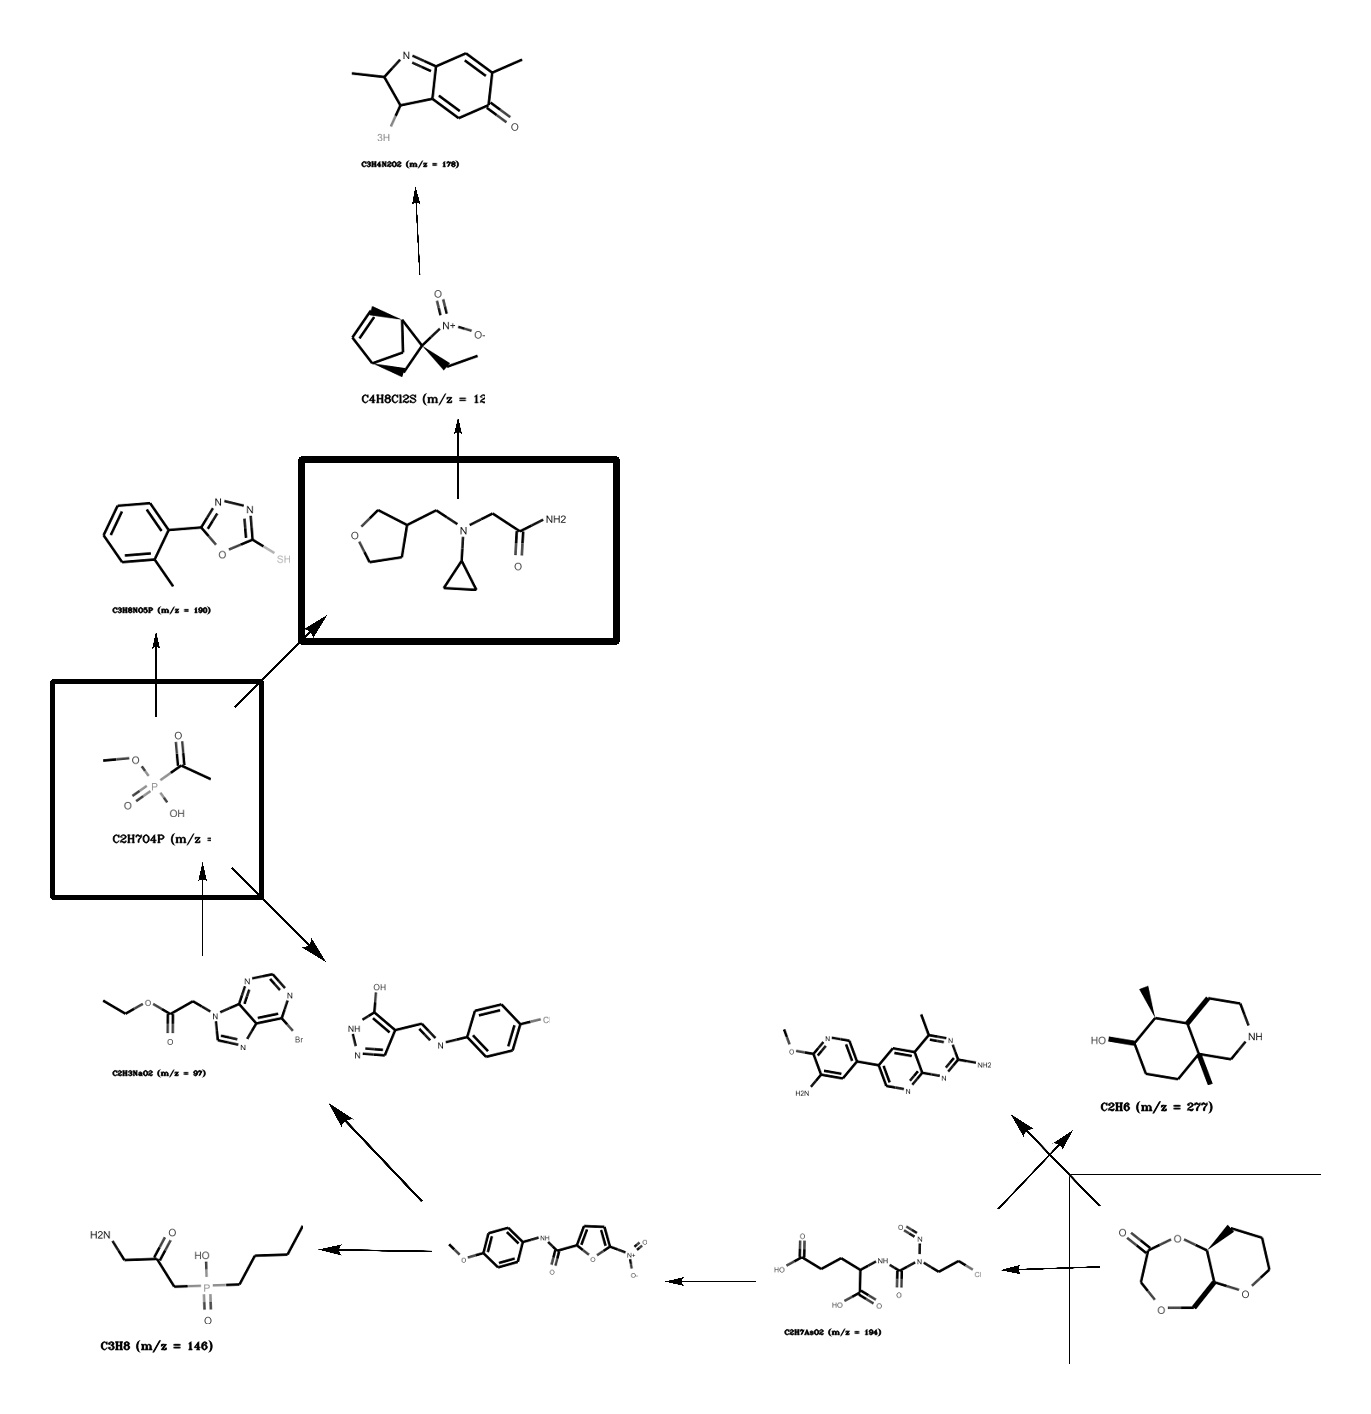 N
O
3H
C3H4N2O2 (m/z = 178)
O
N+
O-
C4H8Cl2S (m/z = 12
N
N
O
SH
C3H8NO5P (m/z = 190)
O
N
NH2
O
O
O
P
O
OH
C2H7O4P (m/z =
O
O
N
N
N
N
Br
C2H3NaO2 (m/z = 97)
OH
NH
N
N
Cl
O
N
H2N
N
N
N
NH2
HO
NH
C2H6 (m/z = 277)
H2N
O
HO
P
O
C3H8 (m/z = 146)
O
NH
O
O
N+
O
O-
O
HO
HO
O
NH
O
N
N
O
Cl
C2H7AsO2 (m/z = 194)
O
O
O
O